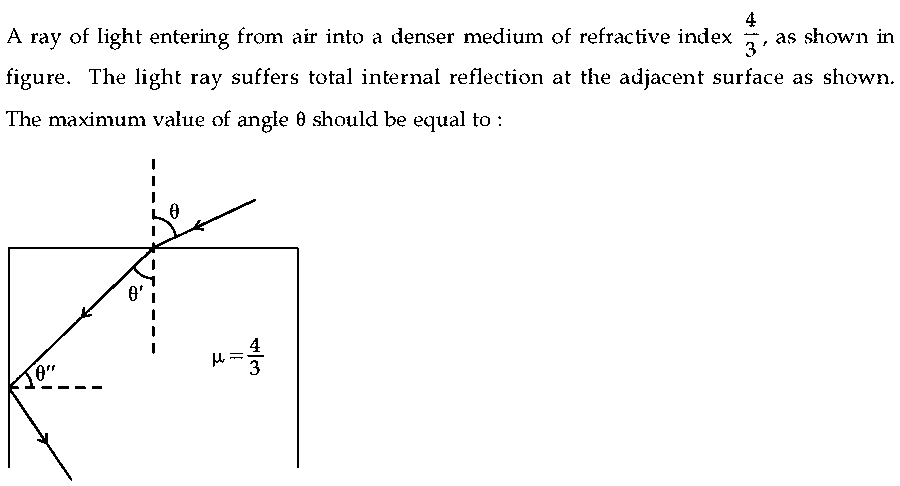 A ray of light entering from air into a denser medium of refractive index 4/3, as shown in
figure. The light ray suffers total internal reflection at the adjacent surface as shown.
The maximum value of angle θ should be equal to :
θ
θ'
μ = 4/3
θ''